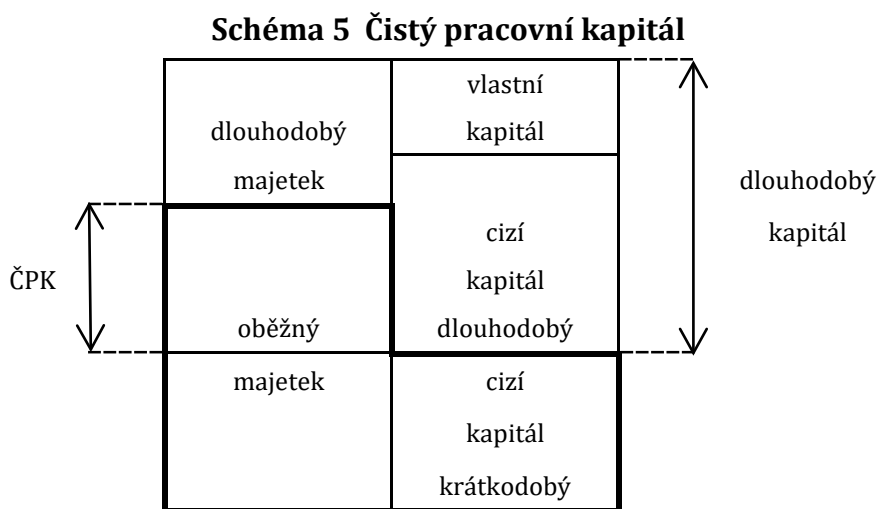 Schéma 5 Čistý pracovní kapitál
vlastní
kapitál
dlouhodobý
majetek
dlouhodobý
kapitál
cizí
kapitál
dlouhodobý
ČPK
oběžný
majetek
cizí
kapitál
krátkodobý